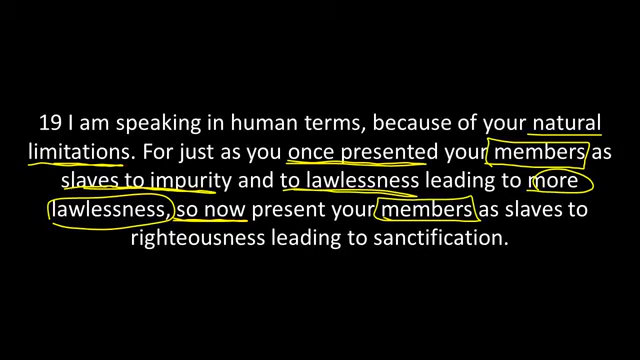 19 I am speaking in human terms, because of your natural
limitations. For just as you once presented your members as
slaves to impurity and to lawlessness leading to more
lawlessness, so now present your members as slaves to
righteousness leading to sanctification.